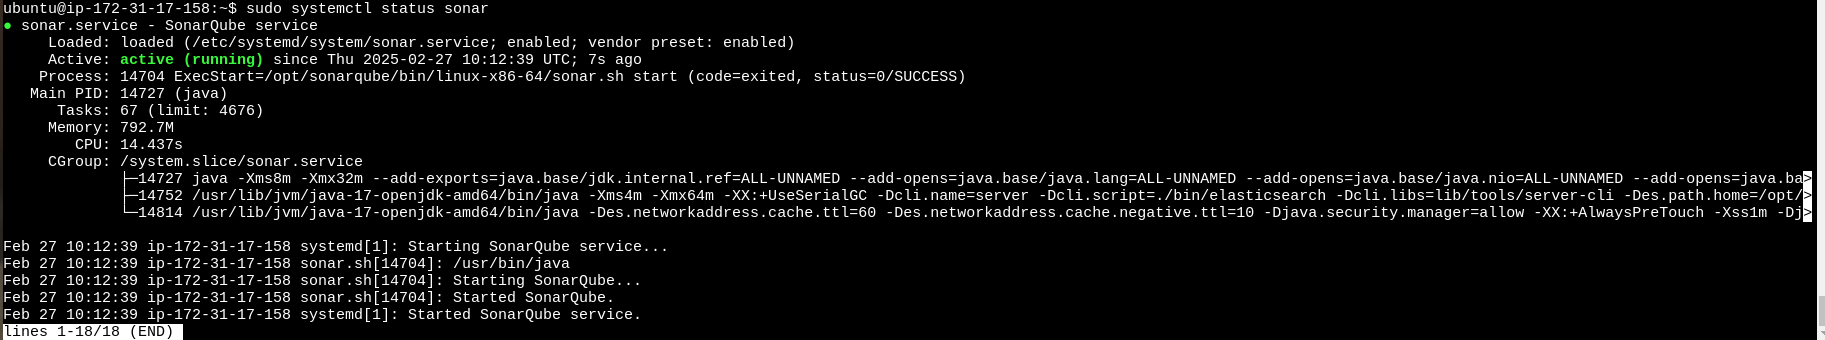 ubuntu@ip-172-31-17-158:~$ sudo systemctl status sonar
● sonar.service - SonarQube service
     Loaded: loaded (/etc/systemd/system/sonar.service; enabled; vendor preset: enabled)
     Active: active (running) since Thu 2025-02-27 10:12:39 UTC; 7s ago
    Process: 14704 ExecStart=/opt/sonarqube/bin/linux-x86-64/sonar.sh start (code=exited, status=0/SUCCESS)
   Main PID: 14727 (java)
      Tasks: 67 (limit: 4676)
     Memory: 792.7M
        CPU: 14.437s
     CGroup: /system.slice/sonar.service
             ├─14727 java -Xms8m -Xmx32m --add-exports=java.base/jdk.internal.ref=ALL-UNNAMED --add-opens=java.base/java.lang=ALL-UNNAMED --add-opens=java.base/java.nio=ALL-UNNAMED --add-opens=java.ba>
             ├─14752 /usr/lib/jvm/java-17-openjdk-amd64/bin/java -Xms4m -Xmx64m -XX:+UseSerialGC -Dcli.name=server -Dcli.script=./bin/elasticsearch -Dcli.libs=lib/tools/server-cli -Des.path.home=/opt/>
             └─14814 /usr/lib/jvm/java-17-openjdk-amd64/bin/java -Des.networkaddress.cache.ttl=60 -Des.networkaddress.cache.negative.ttl=10 -Djava.security.manager=allow -XX:+AlwaysPreTouch -Xss1m -Dj>

Feb 27 10:12:39 ip-172-31-17-158 systemd[1]: Starting SonarQube service...
Feb 27 10:12:39 ip-172-31-17-158 sonar.sh[14704]: /usr/bin/java
Feb 27 10:12:39 ip-172-31-17-158 sonar.sh[14704]: Starting SonarQube...
Feb 27 10:12:39 ip-172-31-17-158 sonar.sh[14704]: Started SonarQube.
Feb 27 10:12:39 ip-172-31-17-158 systemd[1]: Started SonarQube service.
lines 1-18/18 (END)